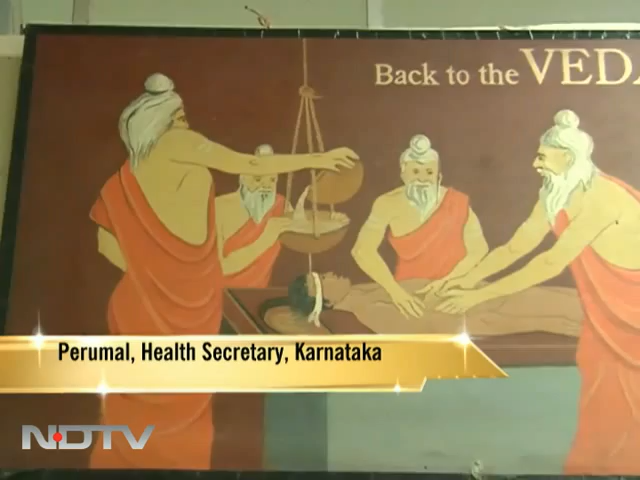 Back to the VEDA
Perumal, Health Secretary, Karnataka
NDTV